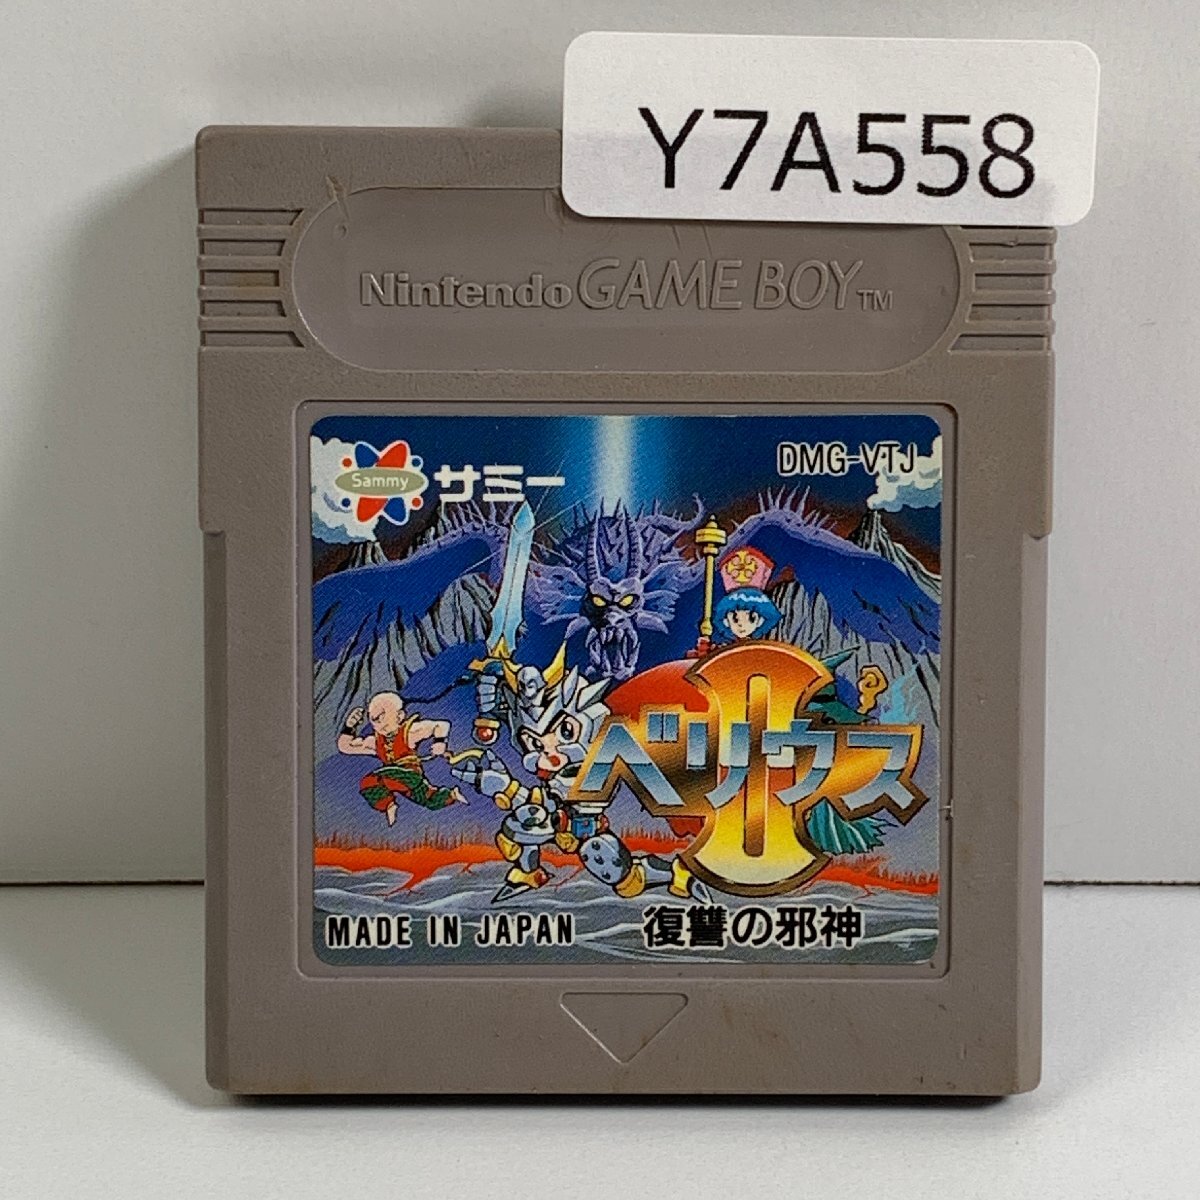 Y7A558
Nintendo GAME BOY™
Sammy サミー
DMG-VTJ
ベリウス
II
MADE IN JAPAN
復讐の邪神